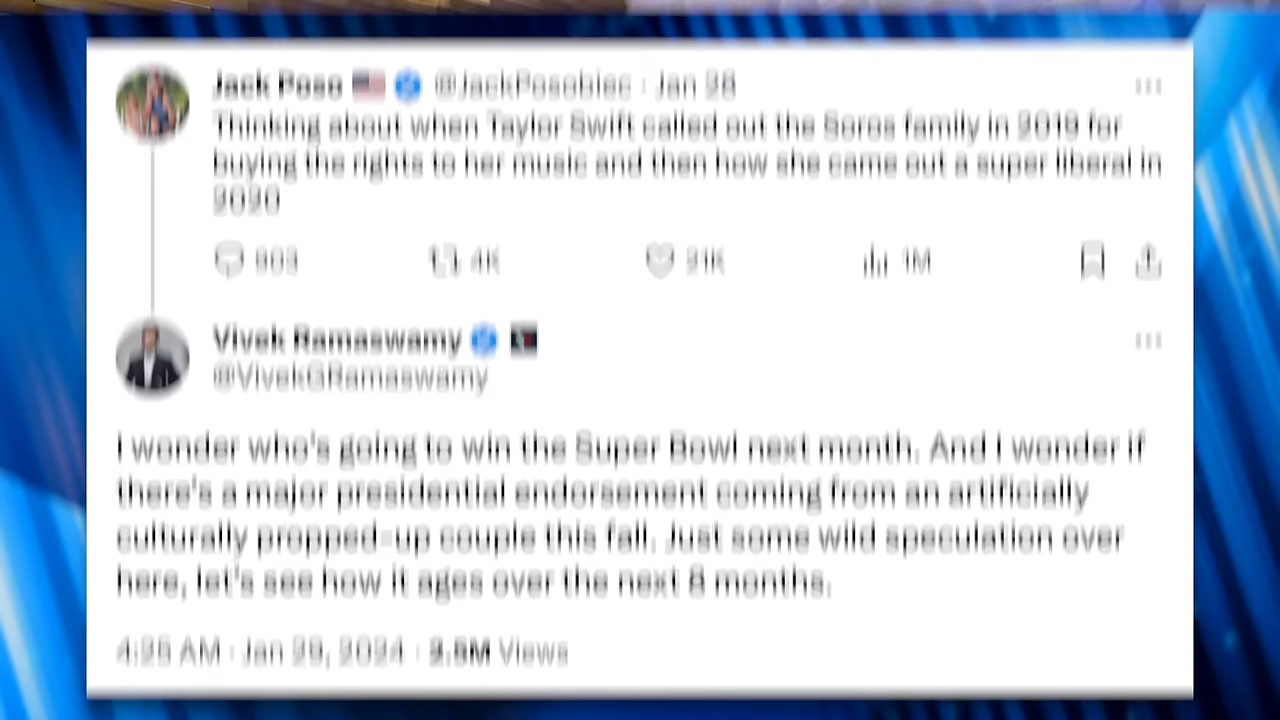 Jack Poso @JackPosobiec · Jan 28
Thinking about when Taylor Swift called out the Soros family in 2019 for
buying the rights to her music and then how she came out a super liberal in
2020
903 4K 21K 1M
Vivek Ramaswamy
@VivekGRamaswamy
I wonder who's going to win the Super Bowl next month. And I wonder if
there's a major presidential endorsement coming from an artificially
culturally propped-up couple this fall. Just some wild speculation over
here, let's see how it ages over the next 8 months.
4:25 AM · Jan 29, 2024 · 2.5M Views